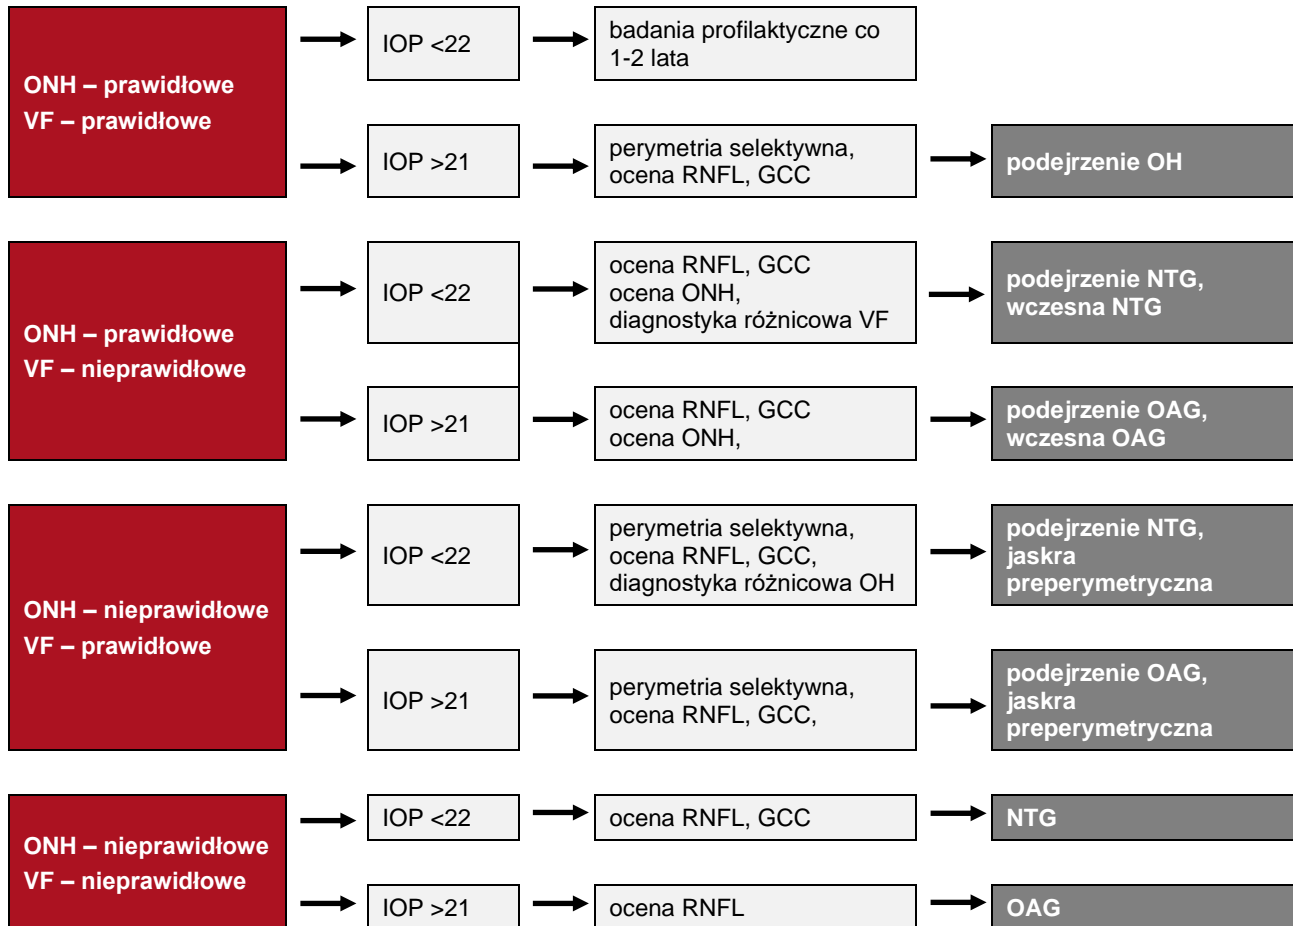 ONH – prawidłowe
VF – prawidłowe
IOP <22
badania profilaktyczne co
1-2 lata
IOP >21
perymetria selektywna,
ocena RNFL, GCC
podejrzenie OH
ONH – prawidłowe
VF – nieprawidłowe
IOP <22
ocena RNFL, GCC
ocena ONH,
diagnostyka różnicowa VF
podejrzenie NTG,
wczesna NTG
IOP >21
ocena RNFL, GCC
ocena ONH,
podejrzenie OAG,
wczesna OAG
ONH – nieprawidłowe
VF – prawidłowe
IOP <22
perymetria selektywna,
ocena RNFL, GCC,
diagnostyka różnicowa OH
podejrzenie NTG,
jaskra
preperymetryczna
IOP >21
perymetria selektywna,
ocena RNFL, GCC,
podejrzenie OAG,
jaskra
preperymetryczna
ONH – nieprawidłowe
VF – nieprawidłowe
IOP <22
ocena RNFL, GCC
NTG
IOP >21
ocena RNFL
OAG